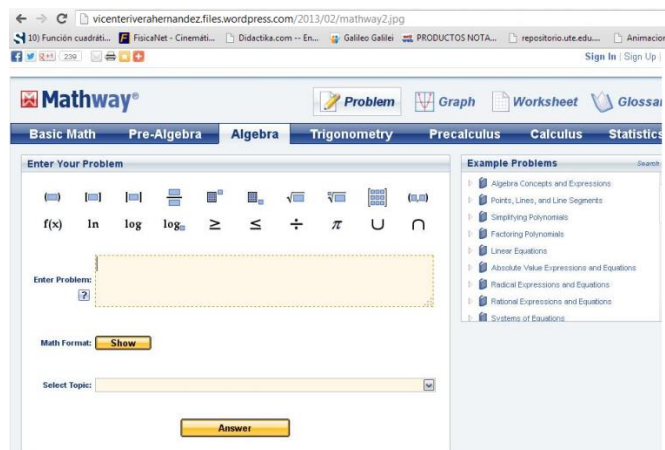 vicenteriverahernandez.files.wordpress.com/2013/02/mathway2.jpg
10) Función cuadráti... FisicaNet - Cinemáti... Didactika.com -- En... Galileo Galilei PRODUCTOS NOTA... repositorio.ute.edu.... Animacion
239
Sign In | Sign Up |
Mathway®
Problem Graph Worksheet Glossar
Basic Math Pre-Algebra Algebra Trigonometry Precalculus Calculus Statistics
Enter Your Problem
f(x) ln log log ≥ ≤ ÷ π ∪ ∩
Enter Problem:
?
Math Format: Show
Select Topic:
Answer
Example Problems Search
Algebra Concepts and Expressions
Points, Lines, and Line Segments
Simplifying Polynomials
Factoring Polynomials
Linear Equations
Absolute Value Expressions and Equations
Radical Expressions and Equations
Rational Expressions and Equations
Systems of Equations